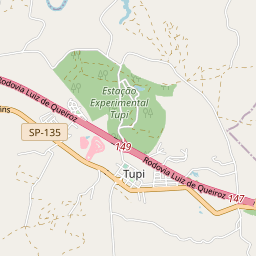 Rodovia Luiz de Queiroz
Estação
Experimental
Tupi
SP-135
149
Tupi
Rodovia Luiz de Queiroz
147